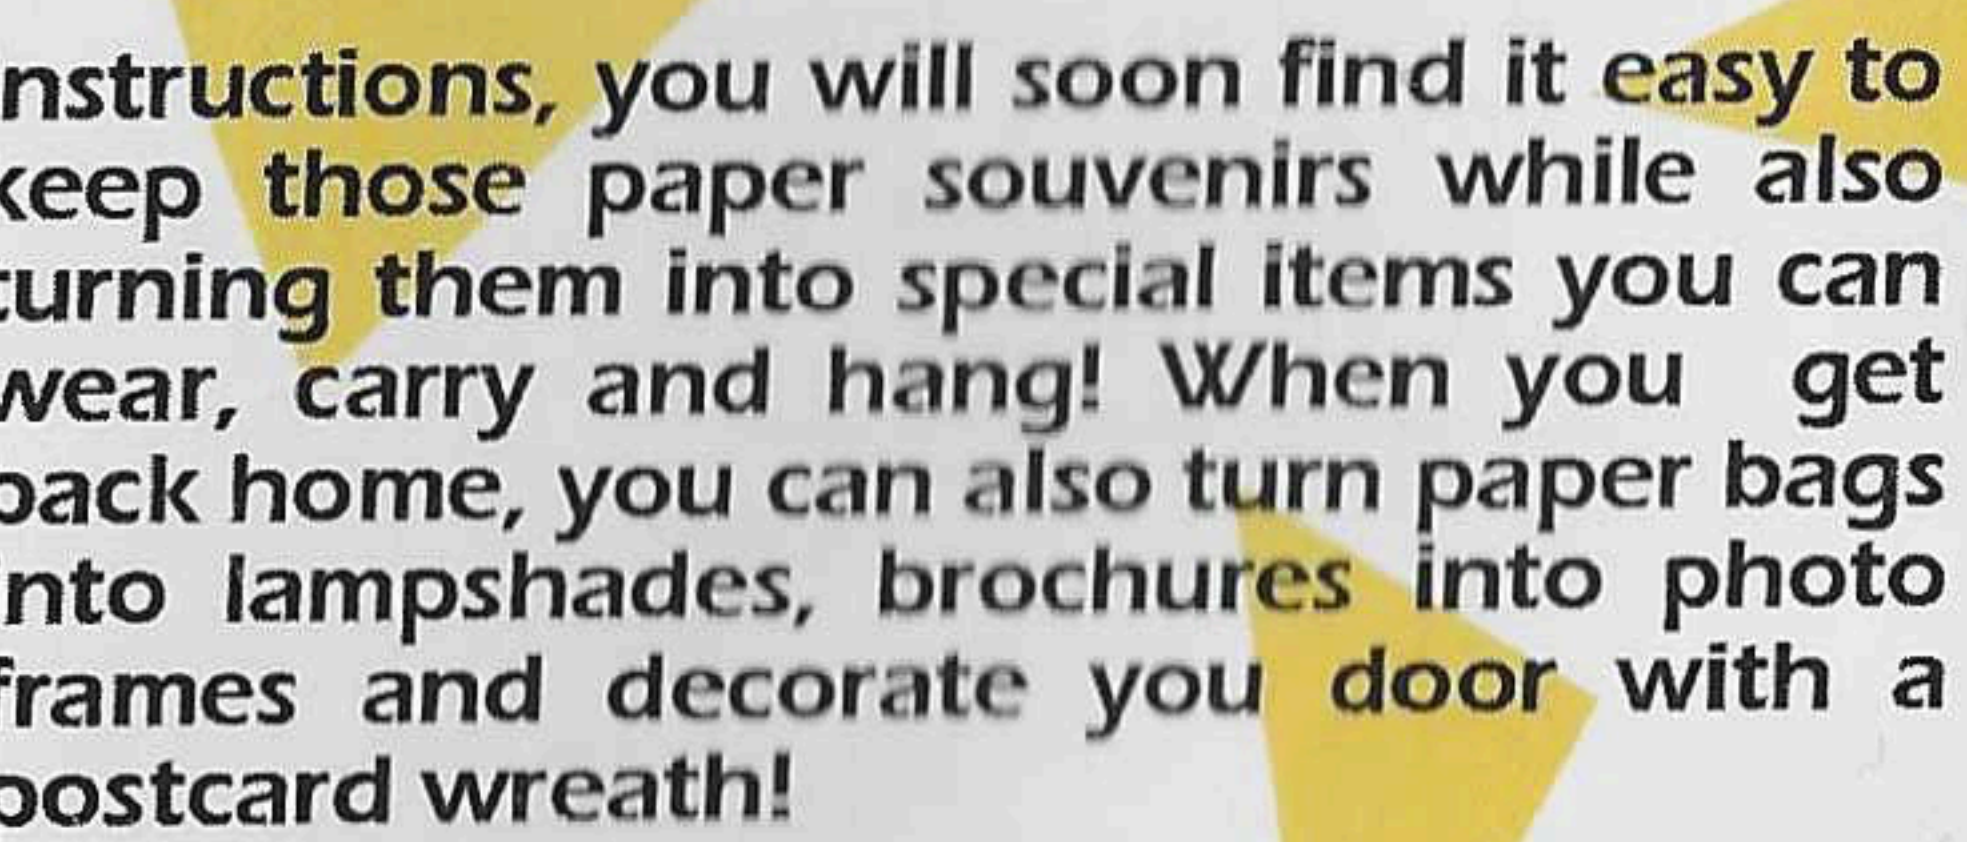 instructions, you will soon find it easy to
keep those paper souvenirs while also
turning them into special items you can
wear, carry and hang! When you get
back home, you can also turn paper bags
into lampshades, brochures into photo
frames and decorate you door with a
postcard wreath!